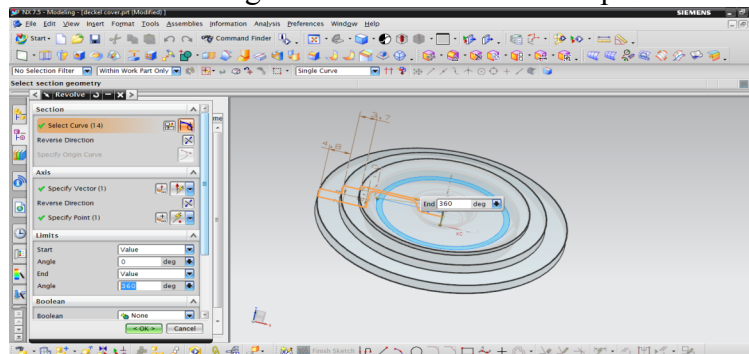 NX 7.5 - Modeling - [deckel cover.prt (Modified) ]
SIEMENS
File Edit View Insert Format Tools Assemblies Information Analysis Preferences Window Help
Start Command Finder
No Selection Filter Within Work Part Only Single Curve
Select section geometry
Revolve
Section
Select Curve (14)
Reverse Direction
Specify Origin Curve
Axis
Specify Vector (1)
Reverse Direction
Specify Point (1)
Limits
Start Value
Angle 0 deg
End Value
Angle 360 deg
Boolean
Boolean None
< OK > Cancel
End 360 deg
Finish Sketch